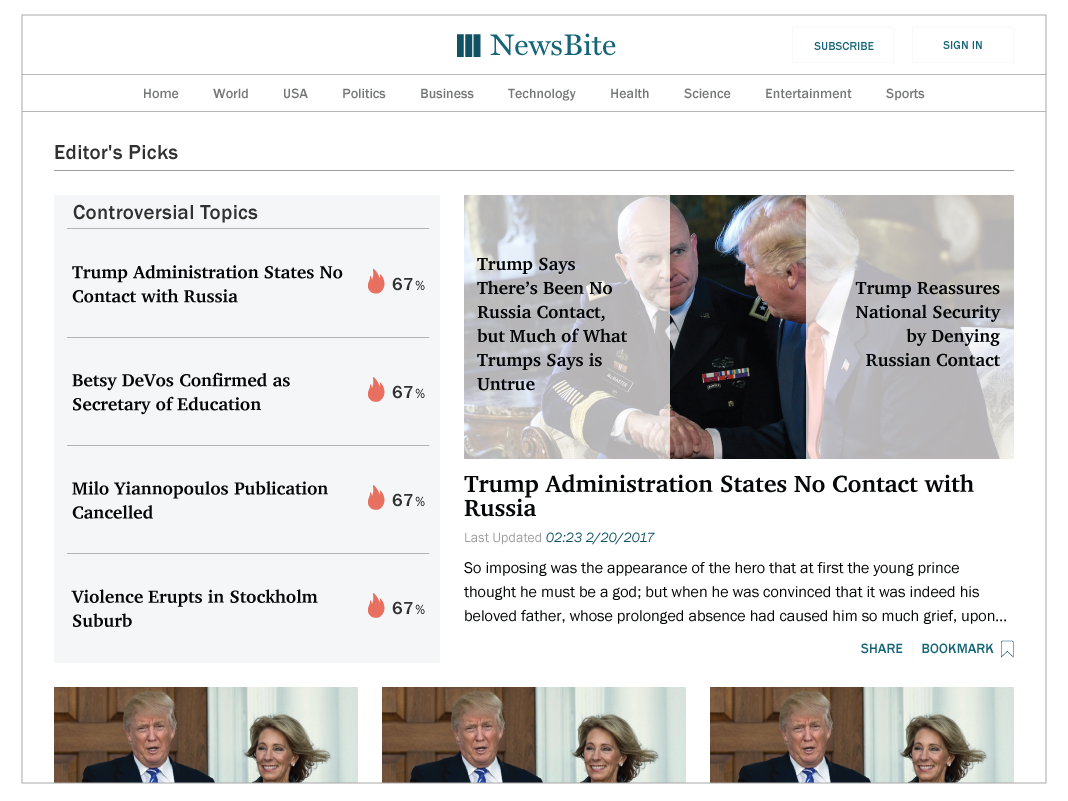 NewsBite
SUBSCRIBE
SIGN IN
Home World USA Politics Business Technology Health Science Entertainment Sports
Editor's Picks
Controversial Topics
Trump Administration States No
Contact with Russia
67%
Betsy DeVos Confirmed as
Secretary of Education
67%
Milo Yiannopoulos Publication
Cancelled
67%
Violence Erupts in Stockholm
Suburb
67%
Trump Says
There’s Been No
Russia Contact,
but Much of What
Trumps Says is
Untrue
Trump Reassures
National Security
by Denying
Russian Contact
Trump Administration States No Contact with
Russia
Last Updated 02:23 2/20/2017
So imposing was the appearance of the hero that at first the young prince
thought he must be a god; but when he was convinced that it was indeed his
beloved father, whose prolonged absence had caused him so much grief, upon...
SHARE
BOOKMARK